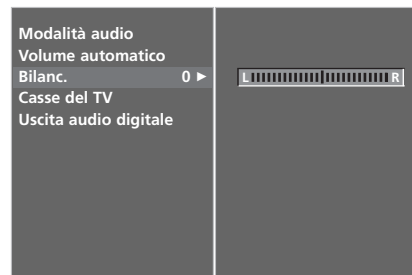 Modalità audio
Volume automatico
Bilanc. 0 ►
Casse del TV
Uscita audio digitale
L R